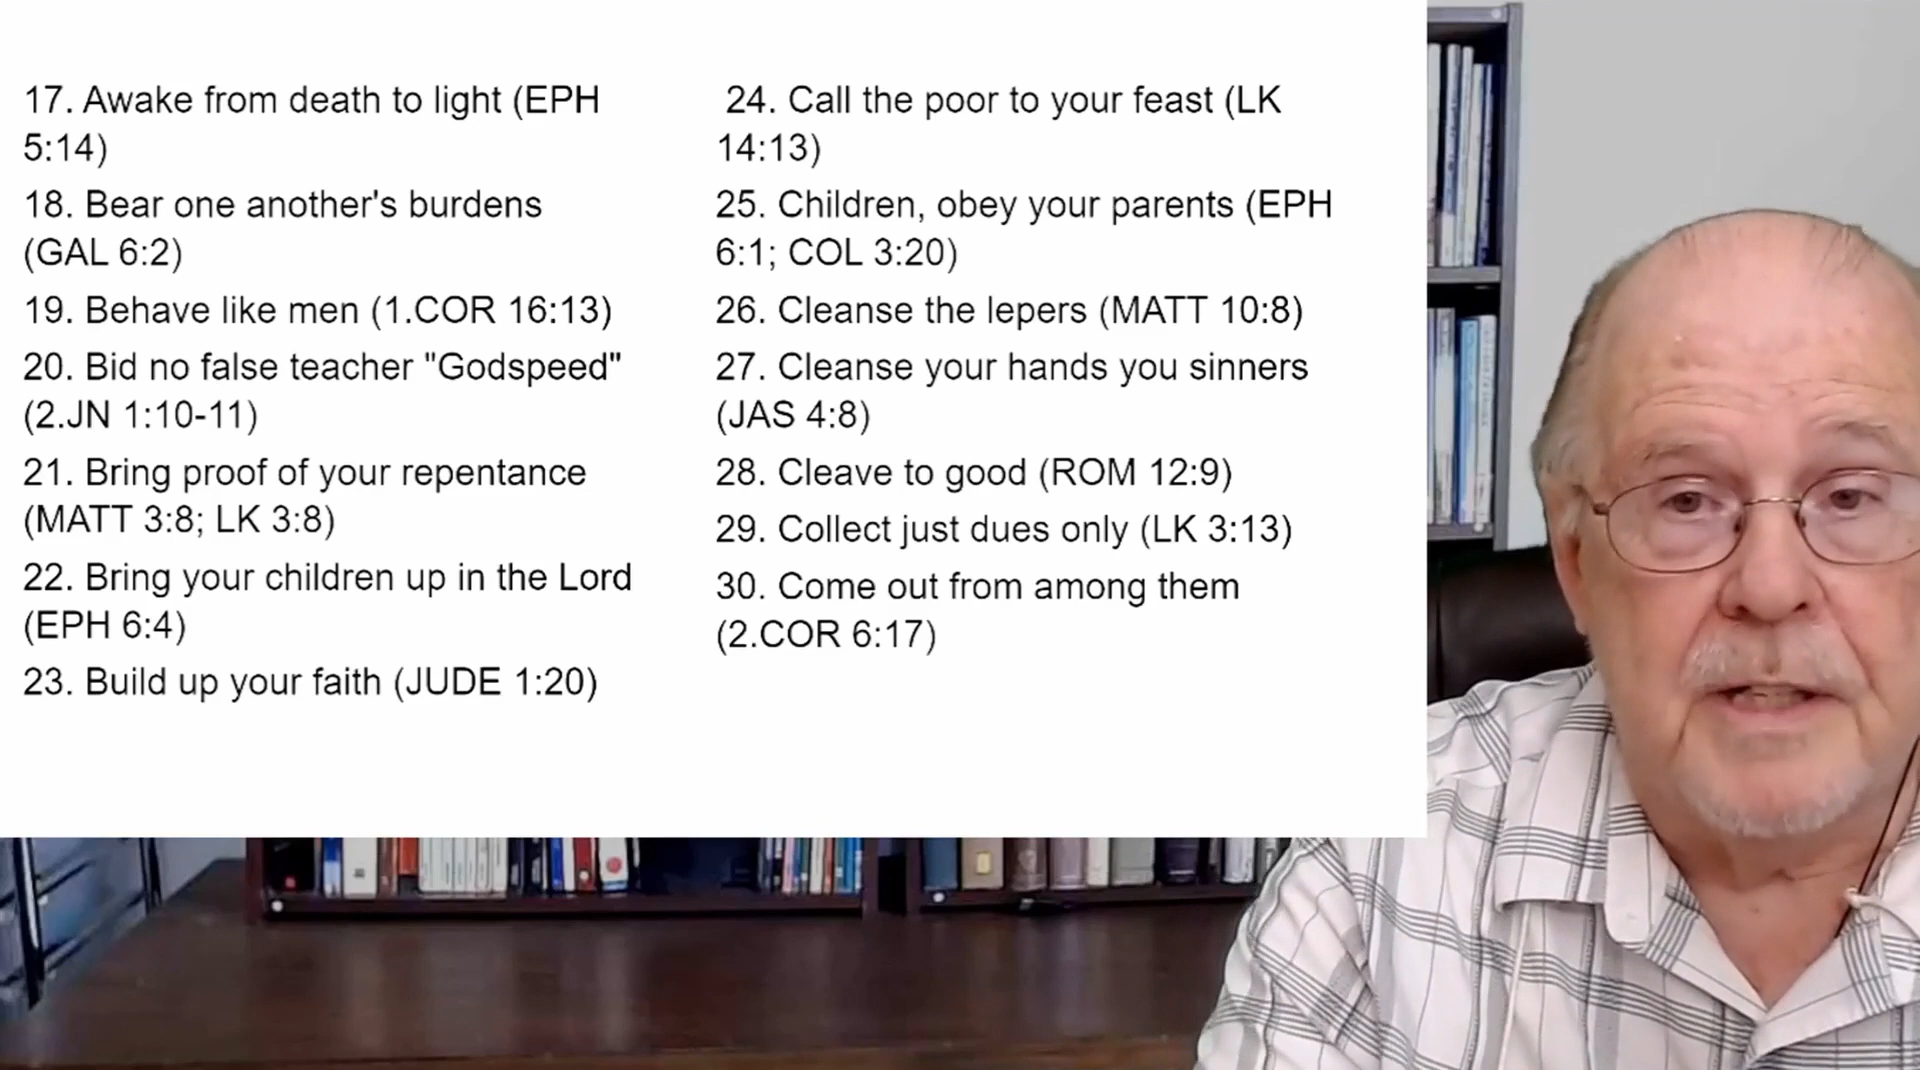 17. Awake from death to light (EPH
5:14)
18. Bear one another's burdens
(GAL 6:2)
19. Behave like men (1.COR 16:13)
20. Bid no false teacher "Godspeed"
(2.JN 1:10-11)
21. Bring proof of your repentance
(MATT 3:8; LK 3:8)
22. Bring your children up in the Lord
(EPH 6:4)
23. Build up your faith (JUDE 1:20)
24. Call the poor to your feast (LK
14:13)
25. Children, obey your parents (EPH
6:1; COL 3:20)
26. Cleanse the lepers (MATT 10:8)
27. Cleanse your hands you sinners
(JAS 4:8)
28. Cleave to good (ROM 12:9)
29. Collect just dues only (LK 3:13)
30. Come out from among them
(2.COR 6:17)